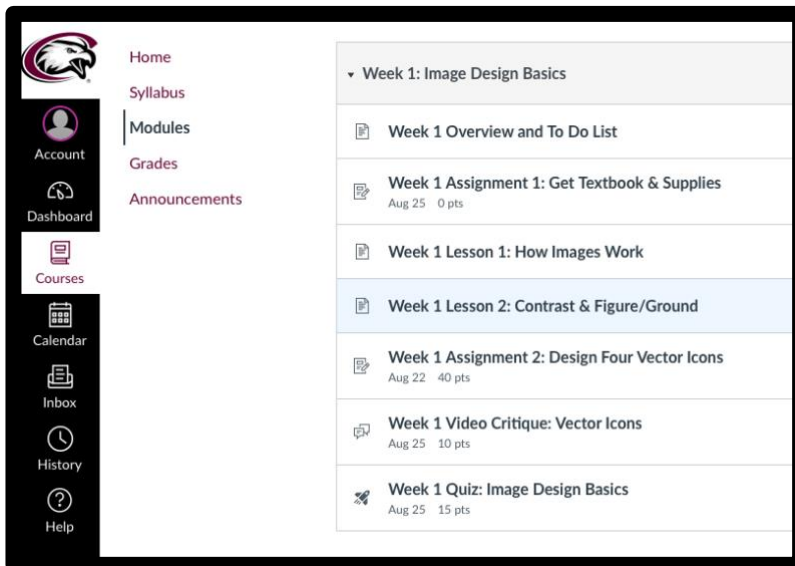 Account
Dashboard
Courses
Calendar
Inbox
History
Help
Home
Syllabus
Modules
Grades
Announcements
Week 1: Image Design Basics
Week 1 Overview and To Do List
Week 1 Assignment 1: Get Textbook & Supplies
Aug 25 0 pts
Week 1 Lesson 1: How Images Work
Week 1 Lesson 2: Contrast & Figure/Ground
Week 1 Assignment 2: Design Four Vector Icons
Aug 22 40 pts
Week 1 Video Critique: Vector Icons
Aug 25 10 pts
Week 1 Quiz: Image Design Basics
Aug 25 15 pts